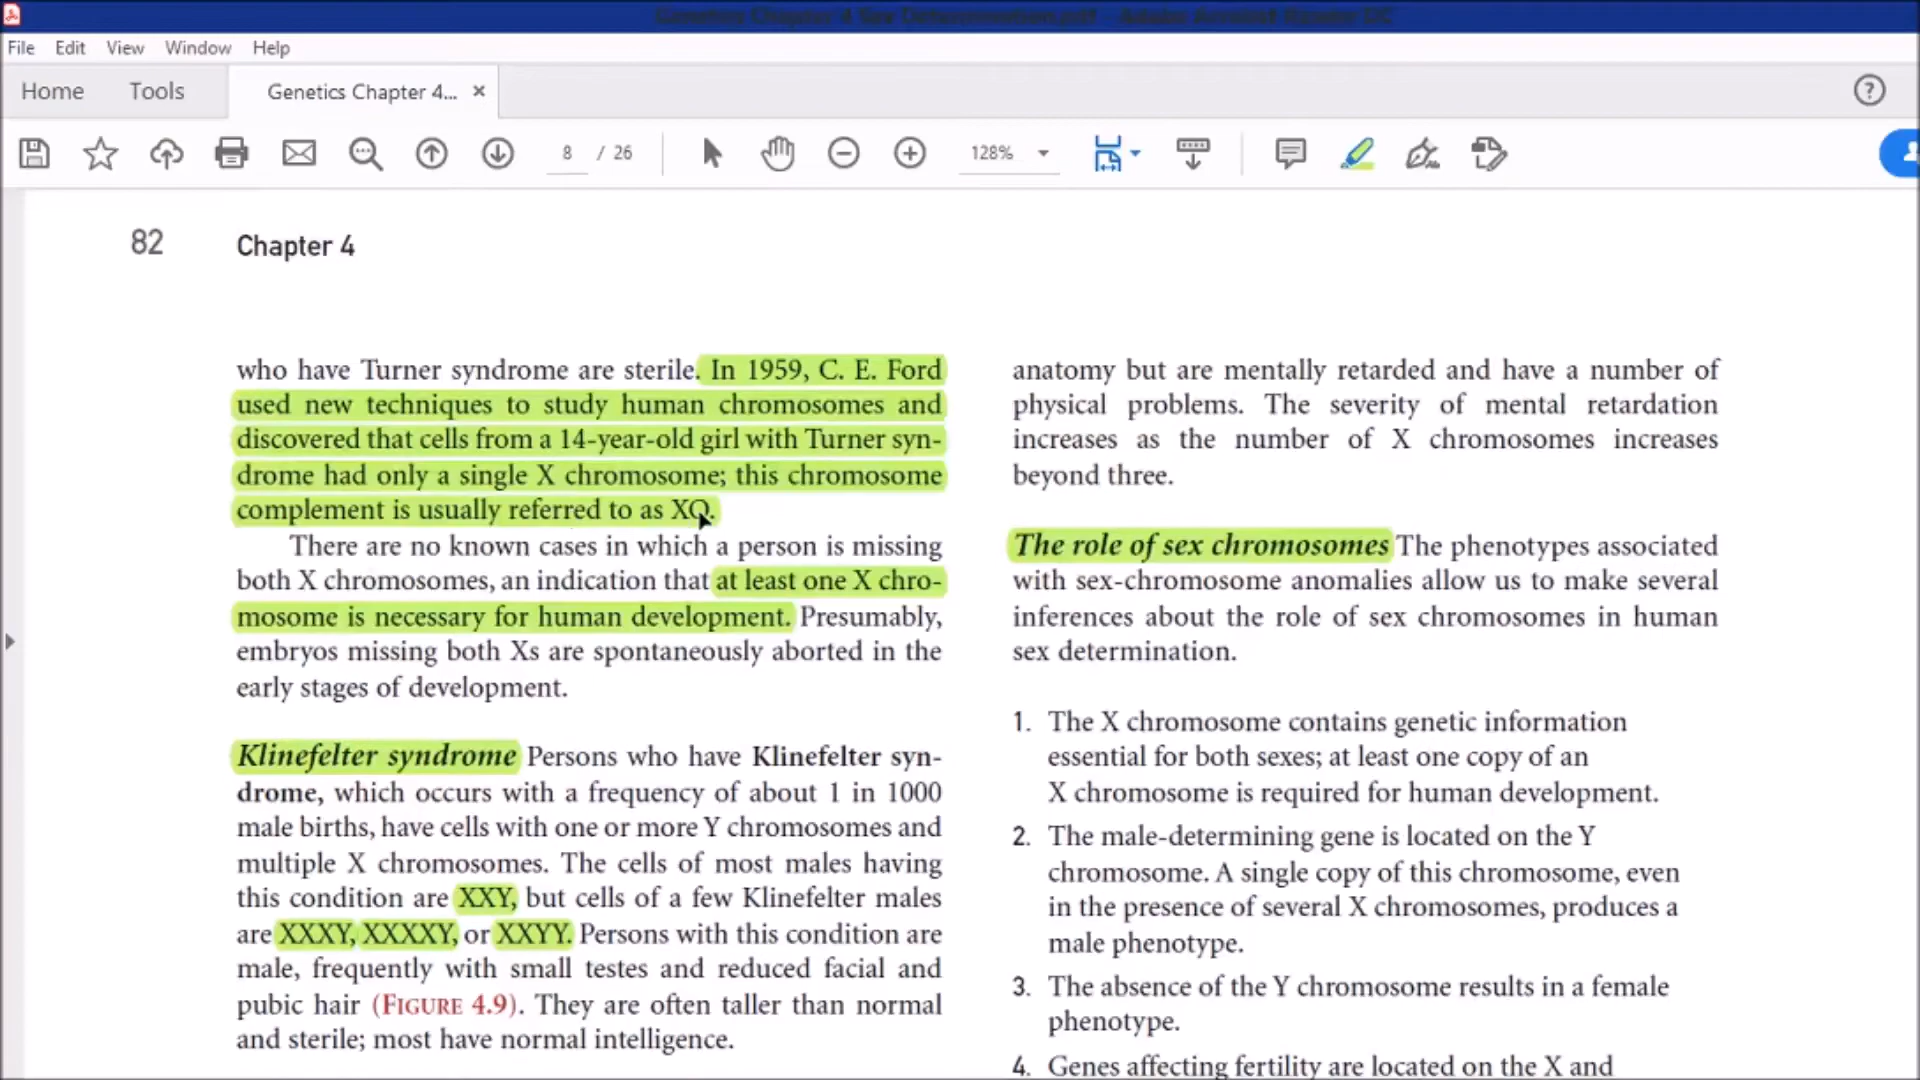 Genetics Chapter 4 Sex Determination.pdf - Adobe Acrobat Reader DC
File Edit View Window Help
Home Tools Genetics Chapter 4...
8 / 26 128%
82 Chapter 4
who have Turner syndrome are sterile. In 1959, C. E. Ford
used new techniques to study human chromosomes and
discovered that cells from a 14-year-old girl with Turner syn-
drome had only a single X chromosome; this chromosome
complement is usually referred to as XO.
There are no known cases in which a person is missing
both X chromosomes, an indication that at least one X chro-
mosome is necessary for human development. Presumably,
embryos missing both Xs are spontaneously aborted in the
early stages of development.
Klinefelter syndrome Persons who have Klinefelter syn-
drome, which occurs with a frequency of about 1 in 1000
male births, have cells with one or more Y chromosomes and
multiple X chromosomes. The cells of most males having
this condition are XXY, but cells of a few Klinefelter males
are XXXY, XXXXY, or XXYY. Persons with this condition are
male, frequently with small testes and reduced facial and
pubic hair (FIGURE 4.9). They are often taller than normal
and sterile; most have normal intelligence.
anatomy but are mentally retarded and have a number of
physical problems. The severity of mental retardation
increases as the number of X chromosomes increases
beyond three.
The role of sex chromosomes The phenotypes associated
with sex-chromosome anomalies allow us to make several
inferences about the role of sex chromosomes in human
sex determination.
1. The X chromosome contains genetic information
essential for both sexes; at least one copy of an
X chromosome is required for human development.
2. The male-determining gene is located on the Y
chromosome. A single copy of this chromosome, even
in the presence of several X chromosomes, produces a
male phenotype.
3. The absence of the Y chromosome results in a female
phenotype.
4. Genes affecting fertility are located on the X and